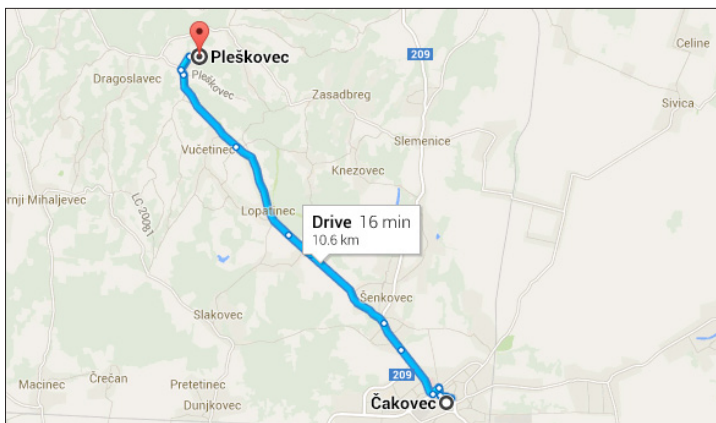 Celine
209
Pleškovec
Dragoslavec
Pleškovec
Zasadbreg
Sivica
Slemenice
Vučetinec
Knezovec
rnji Mihaljevec
LC 20081
Lopatinec
Drive 16 min
10.6 km
Šenkovec
Slakovec
209
Macinec
Črečan
Pretetinec
Čakovec
Dunjkovec